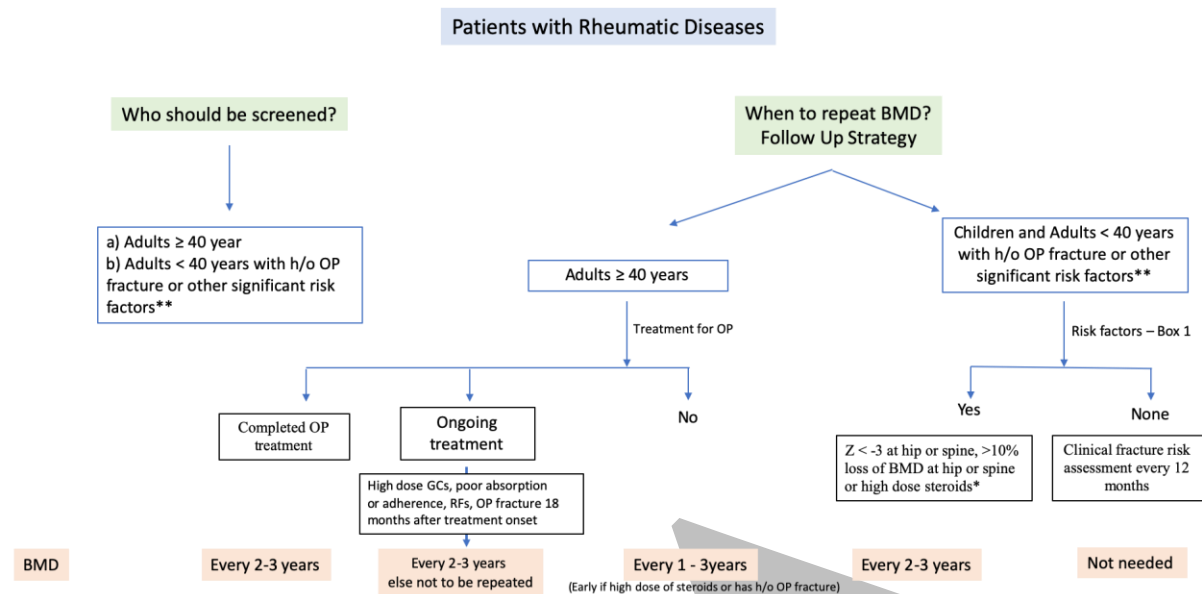 Patients with Rheumatic Diseases
Who should be screened?
a) Adults ≥ 40 year
b) Adults < 40 years with h/o OP
fracture or other significant risk
factors**
When to repeat BMD?
Follow Up Strategy
Adults ≥ 40 years
Children and Adults < 40 years
with h/o OP fracture or other
significant risk factors**
Treatment for OP
Risk factors – Box 1
Completed OP
treatment
Ongoing
treatment
No
Yes
None
High dose GCs, poor absorption
or adherence, RFs, OP fracture 18
months after treatment onset
Z < -3 at hip or spine, >10%
loss of BMD at hip or spine
or high dose steroids*
Clinical fracture risk
assessment every 12
months
BMD
Every 2-3 years
Every 2-3 years
else not to be repeated
Every 1 - 3years
(Early if high dose of steroids or has h/o OP fracture)
Every 2-3 years
Not needed